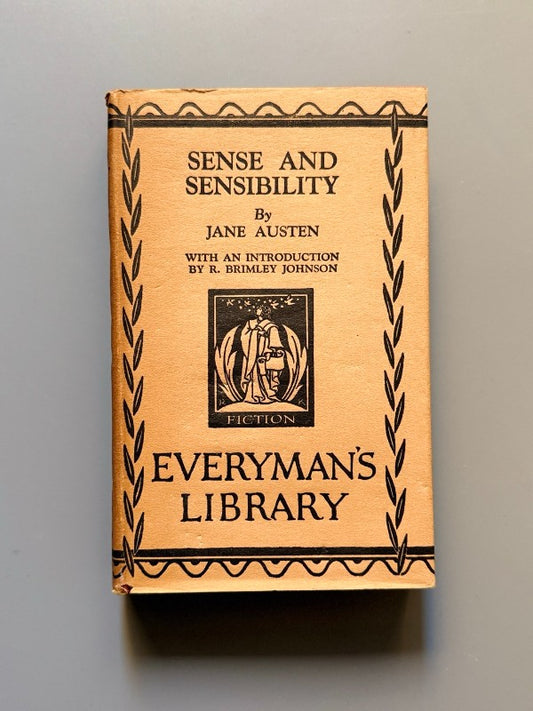 SENSE AND
SENSIBILITY
By
JANE AUSTEN
WITH AN INTRODUCTION
BY R. BRIMLEY JOHNSON
FICTION
EVERYMAN'S
LIBRARY